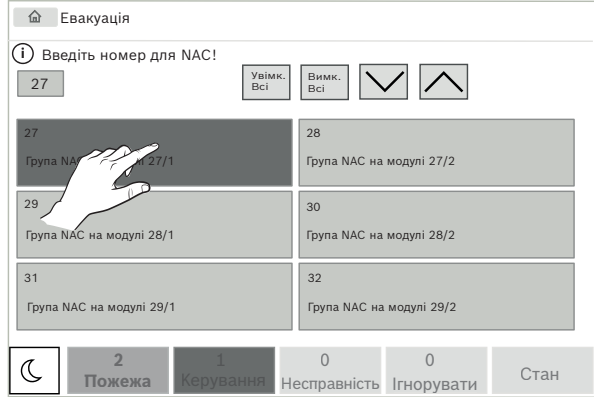 Евакуація
Введіть номер для NAC!
27
Увімк. Всі
Вимк. Всі
27
28
Група NAC 27/1
Група NAC на модулі 27/2
29
30
Група NAC на модулі 28/1
Група NAC на модулі 28/2
31
32
Група NAC на модулі 29/1
Група NAC на модулі 29/2
2
1
0
0
Пожежа
Керування
Несправність
Ігнорувати
Стан